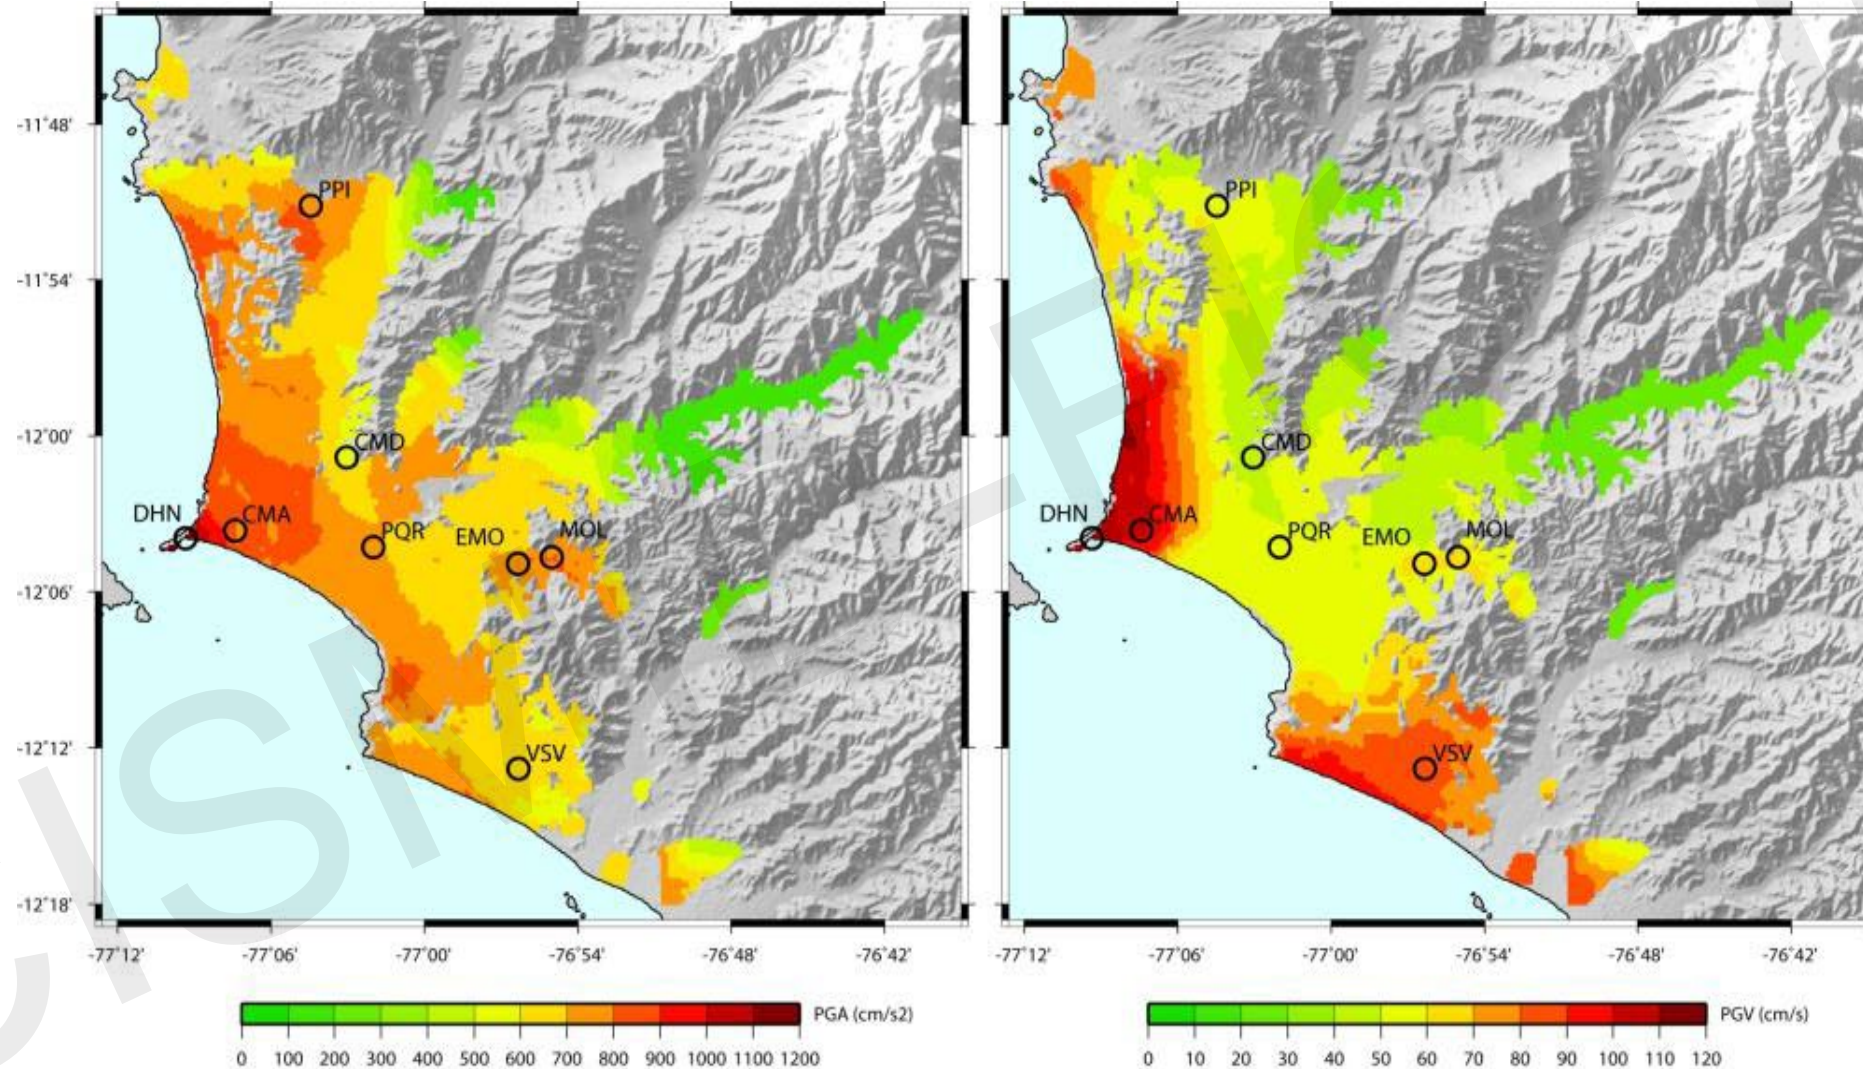 -11°48'
-11°54'
-12°00'
-12°06'
-12°12'
-12°18'
PPI
CMD
DHN
CMA
PQR
EMO
MOL
VSV
-77°12' -77°06' -77°00' -76°54' -76°48' -76°42'
PGA (cm/s2)
0 100 200 300 400 500 600 700 800 900 1000 1100 1200
PPI
CMD
DHN
CMA
PQR
EMO
MOL
VSV
-77°12' -77°06' -77°00' -76°54' -76°48' -76°42'
PGV (cm/s)
0 10 20 30 40 50 60 70 80 90 100 110 120